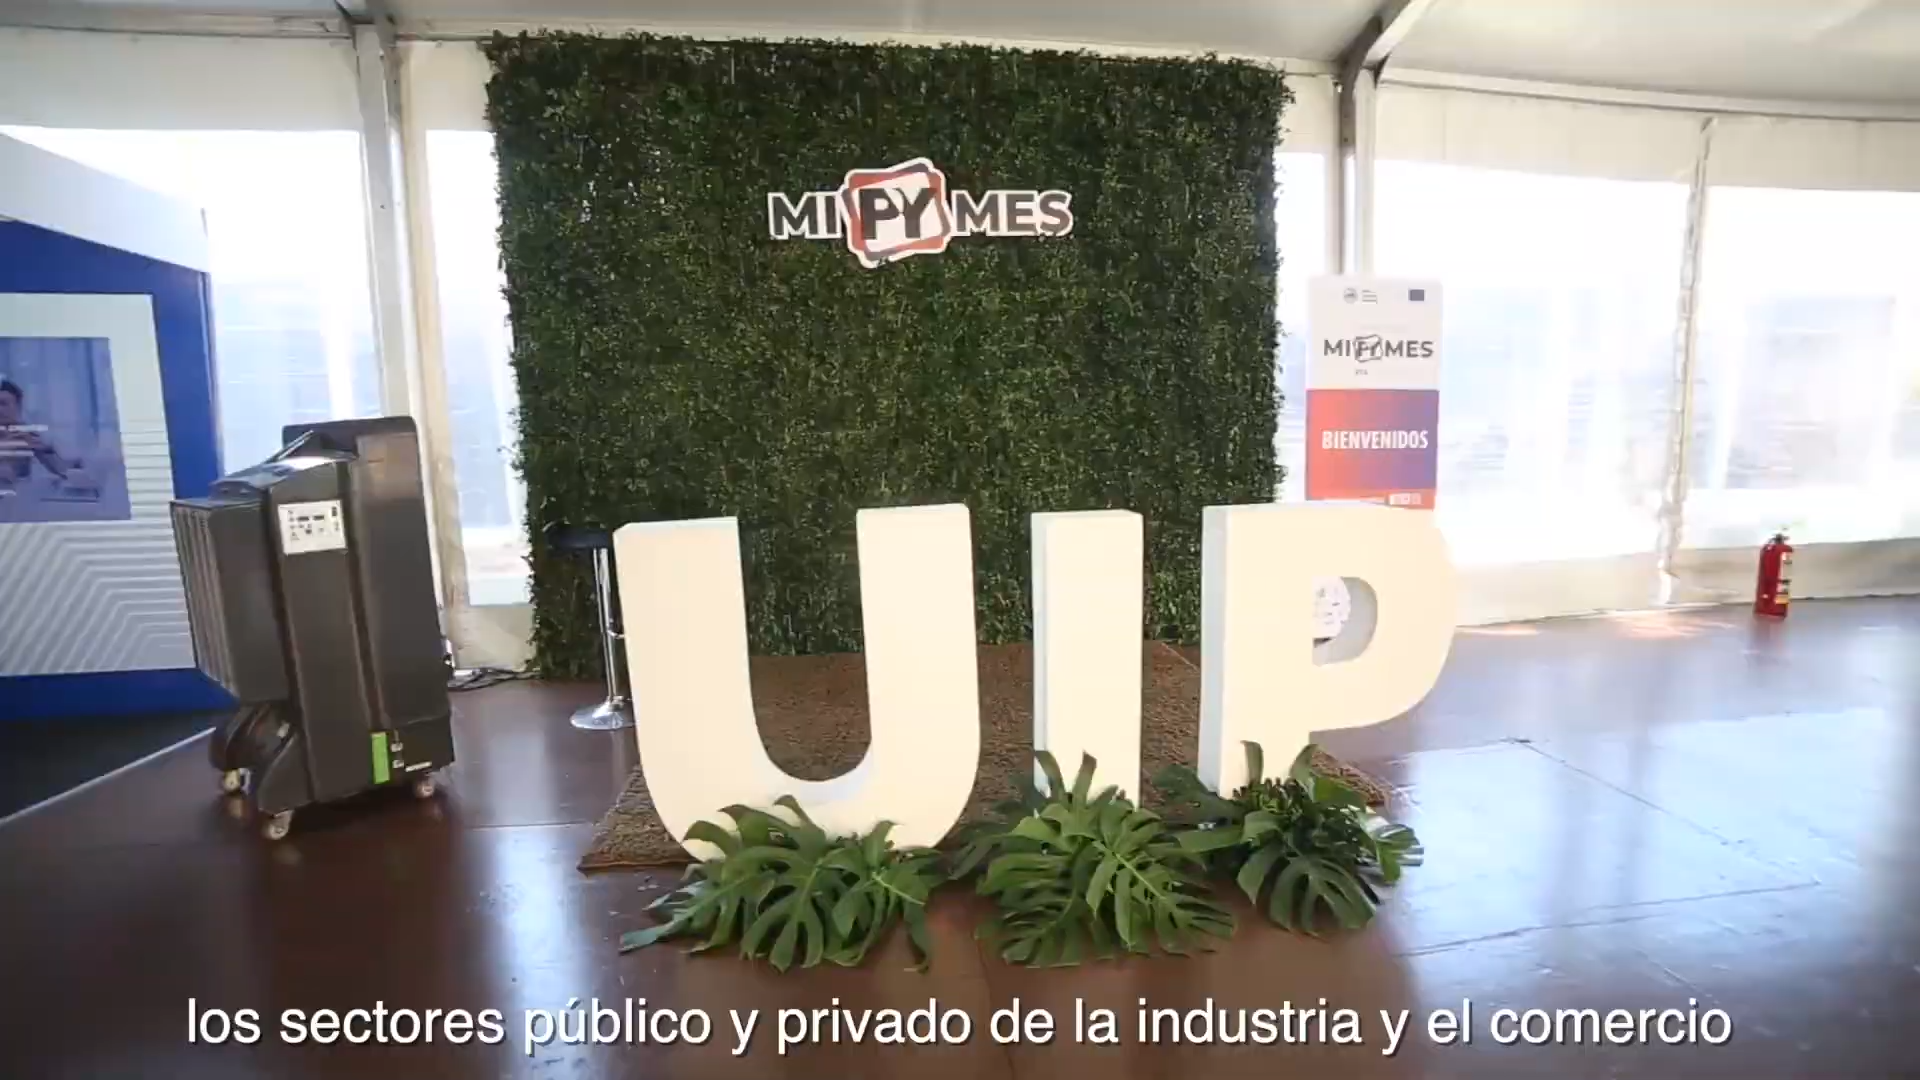 MIPYMES
MIPYMES
BIENVENIDOS
UIP
los sectores público y privado de la industria y el comercio